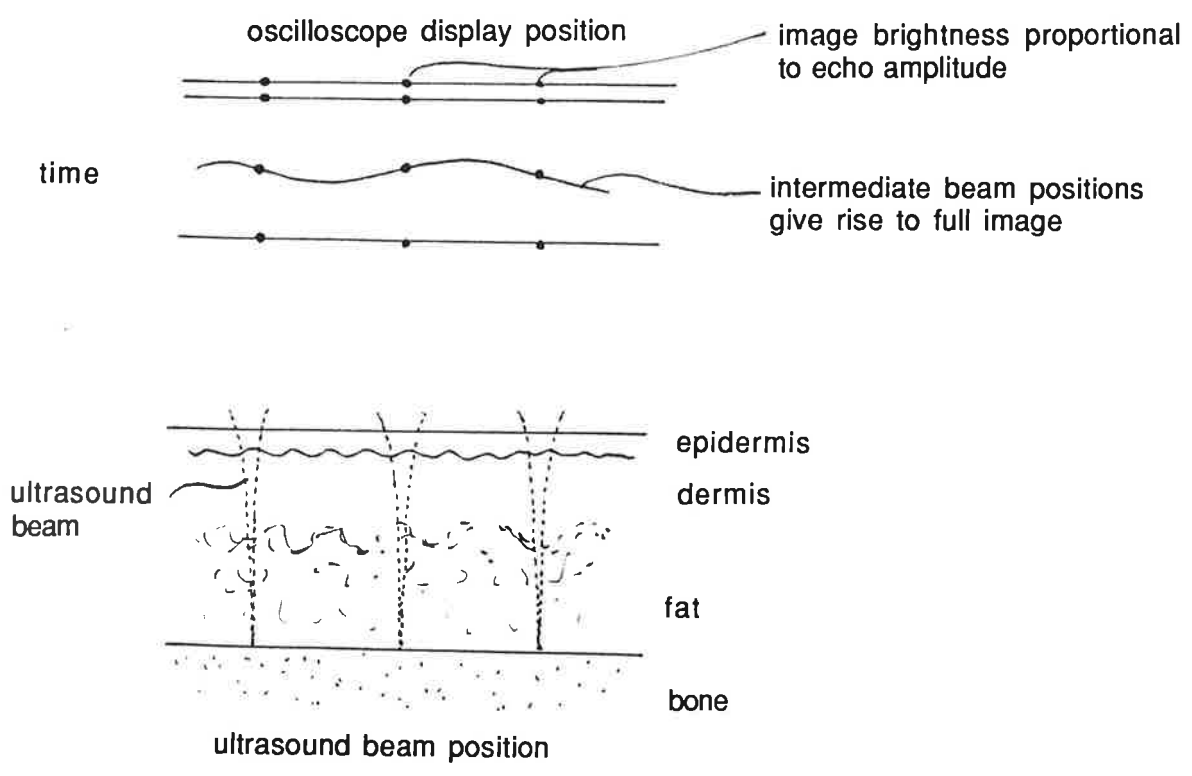 oscilloscope display position
image brightness proportional
to echo amplitude
time
intermediate beam positions
give rise to full image
epidermis
ultrasound
beam
dermis
fat
bone
ultrasound beam position